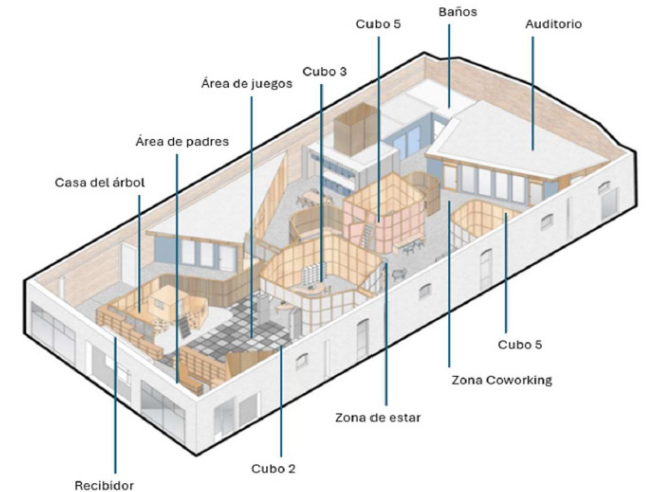 Baños
Cubo 5
Auditorio
Cubo 3
Área de juegos
Área de padres
Casa del árbol
Cubo 5
Zona Coworking
Zona de estar
Cubo 2
Recibidor